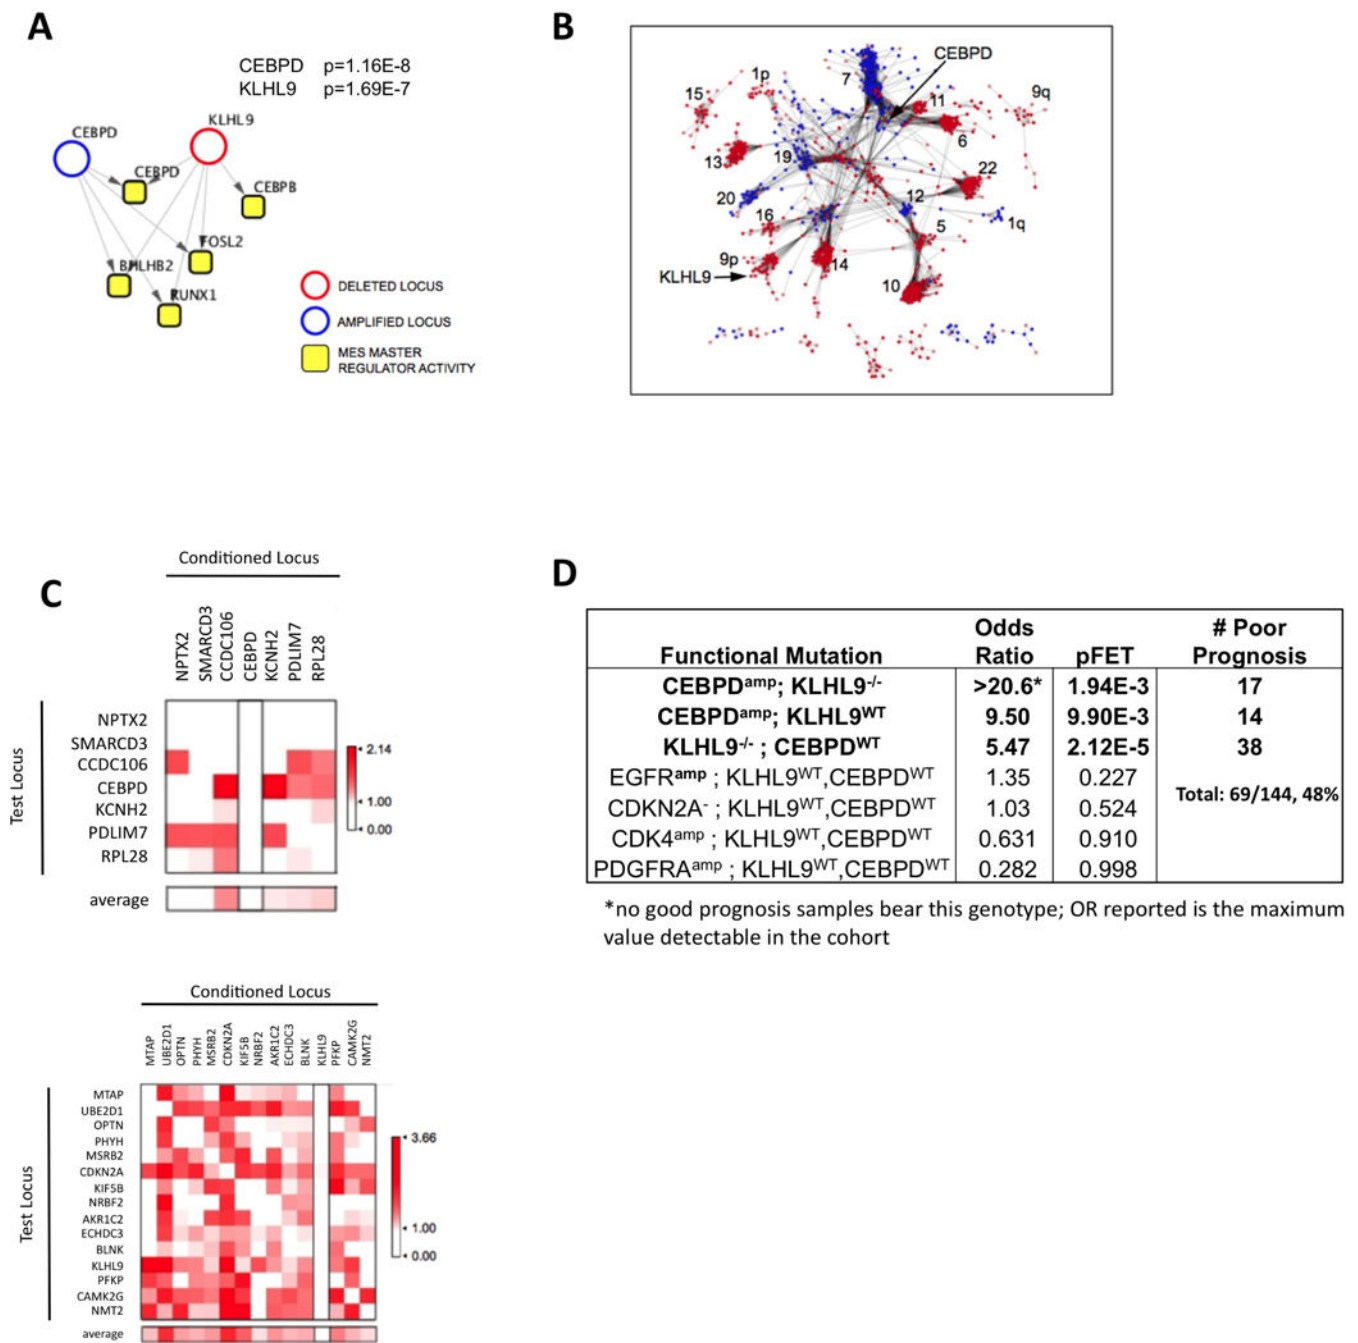 A
CEBPD p=1.16E-8
KLHL9 p=1.69E-7
CEBPD
KLHL9
CEBPD
CEBPB
FOSL2
BHLHB2
RUNX1
DELETED LOCUS
AMPLIFIED LOCUS
MES MASTER
REGULATOR ACTIVITY
B
CEBPD
7
1p
15
11
9q
6
13
19
22
20
12
16
1q
5
9p
14
KLHL9
10
C
Conditioned Locus
NPTX2
SMARCD3
CCDC106
CEBPD
KCNH2
PDLIM7
RPL28
Test Locus
NPTX2
SMARCD3
CCDC106
CEBPD
KCNH2
PDLIM7
RPL28
average
2.14
1.00
0.00
D
Functional Mutation Odds Ratio pFET # Poor Prognosis
CEBPDamp; KLHL9-/- >20.6* 1.94E-3 17
CEBPDamp; KLHL9WT 9.50 9.90E-3 14
KLHL9-/- ; CEBPDWT 5.47 2.12E-5 38
EGFRamp ; KLHL9WT,CEBPDWT 1.35 0.227
CDKN2A- ; KLHL9WT,CEBPDWT 1.03 0.524
Total: 69/144, 48%
CDK4amp ; KLHL9WT,CEBPDWT 0.631 0.910
PDGFRAamp ; KLHL9WT,CEBPDWT 0.282 0.998
*no good prognosis samples bear this genotype; OR reported is the maximum
value detectable in the cohort
Conditioned Locus
MTAP
UBE2D1
OPTN
PHYH
MSRB2
CDKN2A
KIF5B
NRBF2
AKR1C2
ECHDC3
BLNK
KLHL9
PFKP
CAMK2G
NMT2
Test Locus
MTAP
UBE2D1
OPTN
PHYH
MSRB2
CDKN2A
KIF5B
NRBF2
AKR1C2
ECHDC3
BLNK
KLHL9
PFKP
CAMK2G
NMT2
average
3.66
1.00
0.00